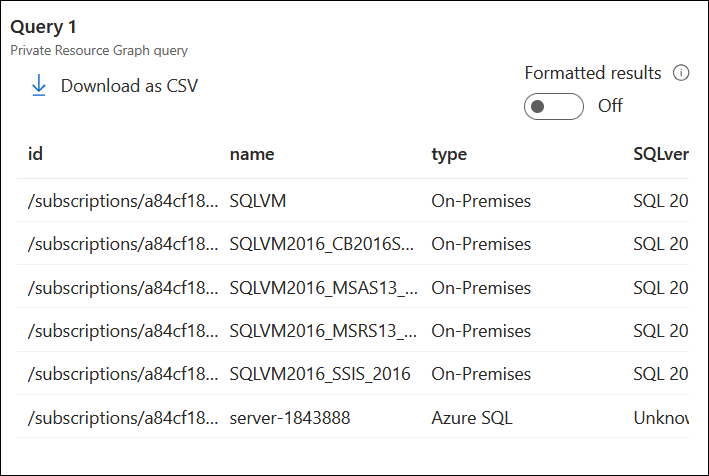 Query 1
Private Resource Graph query
Download as CSV
Formatted results
Off
id name type SQLver
/subscriptions/a84cf18... SQLVM On-Premises SQL 20
/subscriptions/a84cf18... SQLVM2016_CB2016S... On-Premises SQL 20
/subscriptions/a84cf18... SQLVM2016_MSAS13_... On-Premises SQL 20
/subscriptions/a84cf18... SQLVM2016_MSRS13_... On-Premises SQL 20
/subscriptions/a84cf18... SQLVM2016_SSIS_2016 On-Premises SQL 20
/subscriptions/a84cf18... server-1843888 Azure SQL Unknow